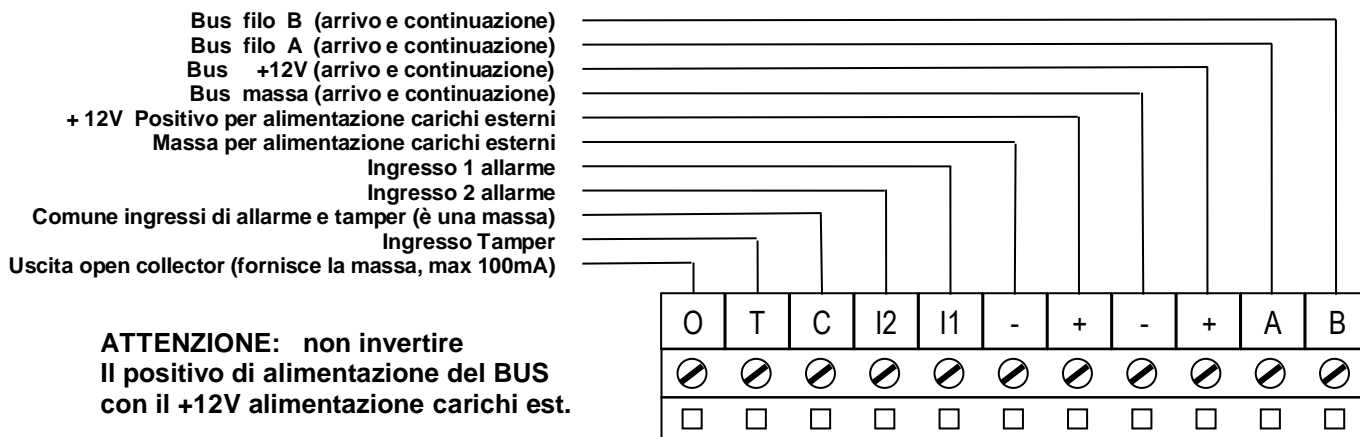 Bus filo B (arrivo e continuazione)
Bus filo A (arrivo e continuazione)
Bus +12V (arrivo e continuazione)
Bus massa (arrivo e continuazione)
+ 12V Positivo per alimentazione carichi esterni
Massa per alimentazione carichi esterni
Ingresso 1 allarme
Ingresso 2 allarme
Comune ingressi di allarme e tamper (è una massa)
Ingresso Tamper
Uscita open collector (fornisce la massa, max 100mA)
O T C I2 I1 - + - + A B
ATTENZIONE: non invertire
Il positivo di alimentazione del BUS
con il +12V alimentazione carichi est.